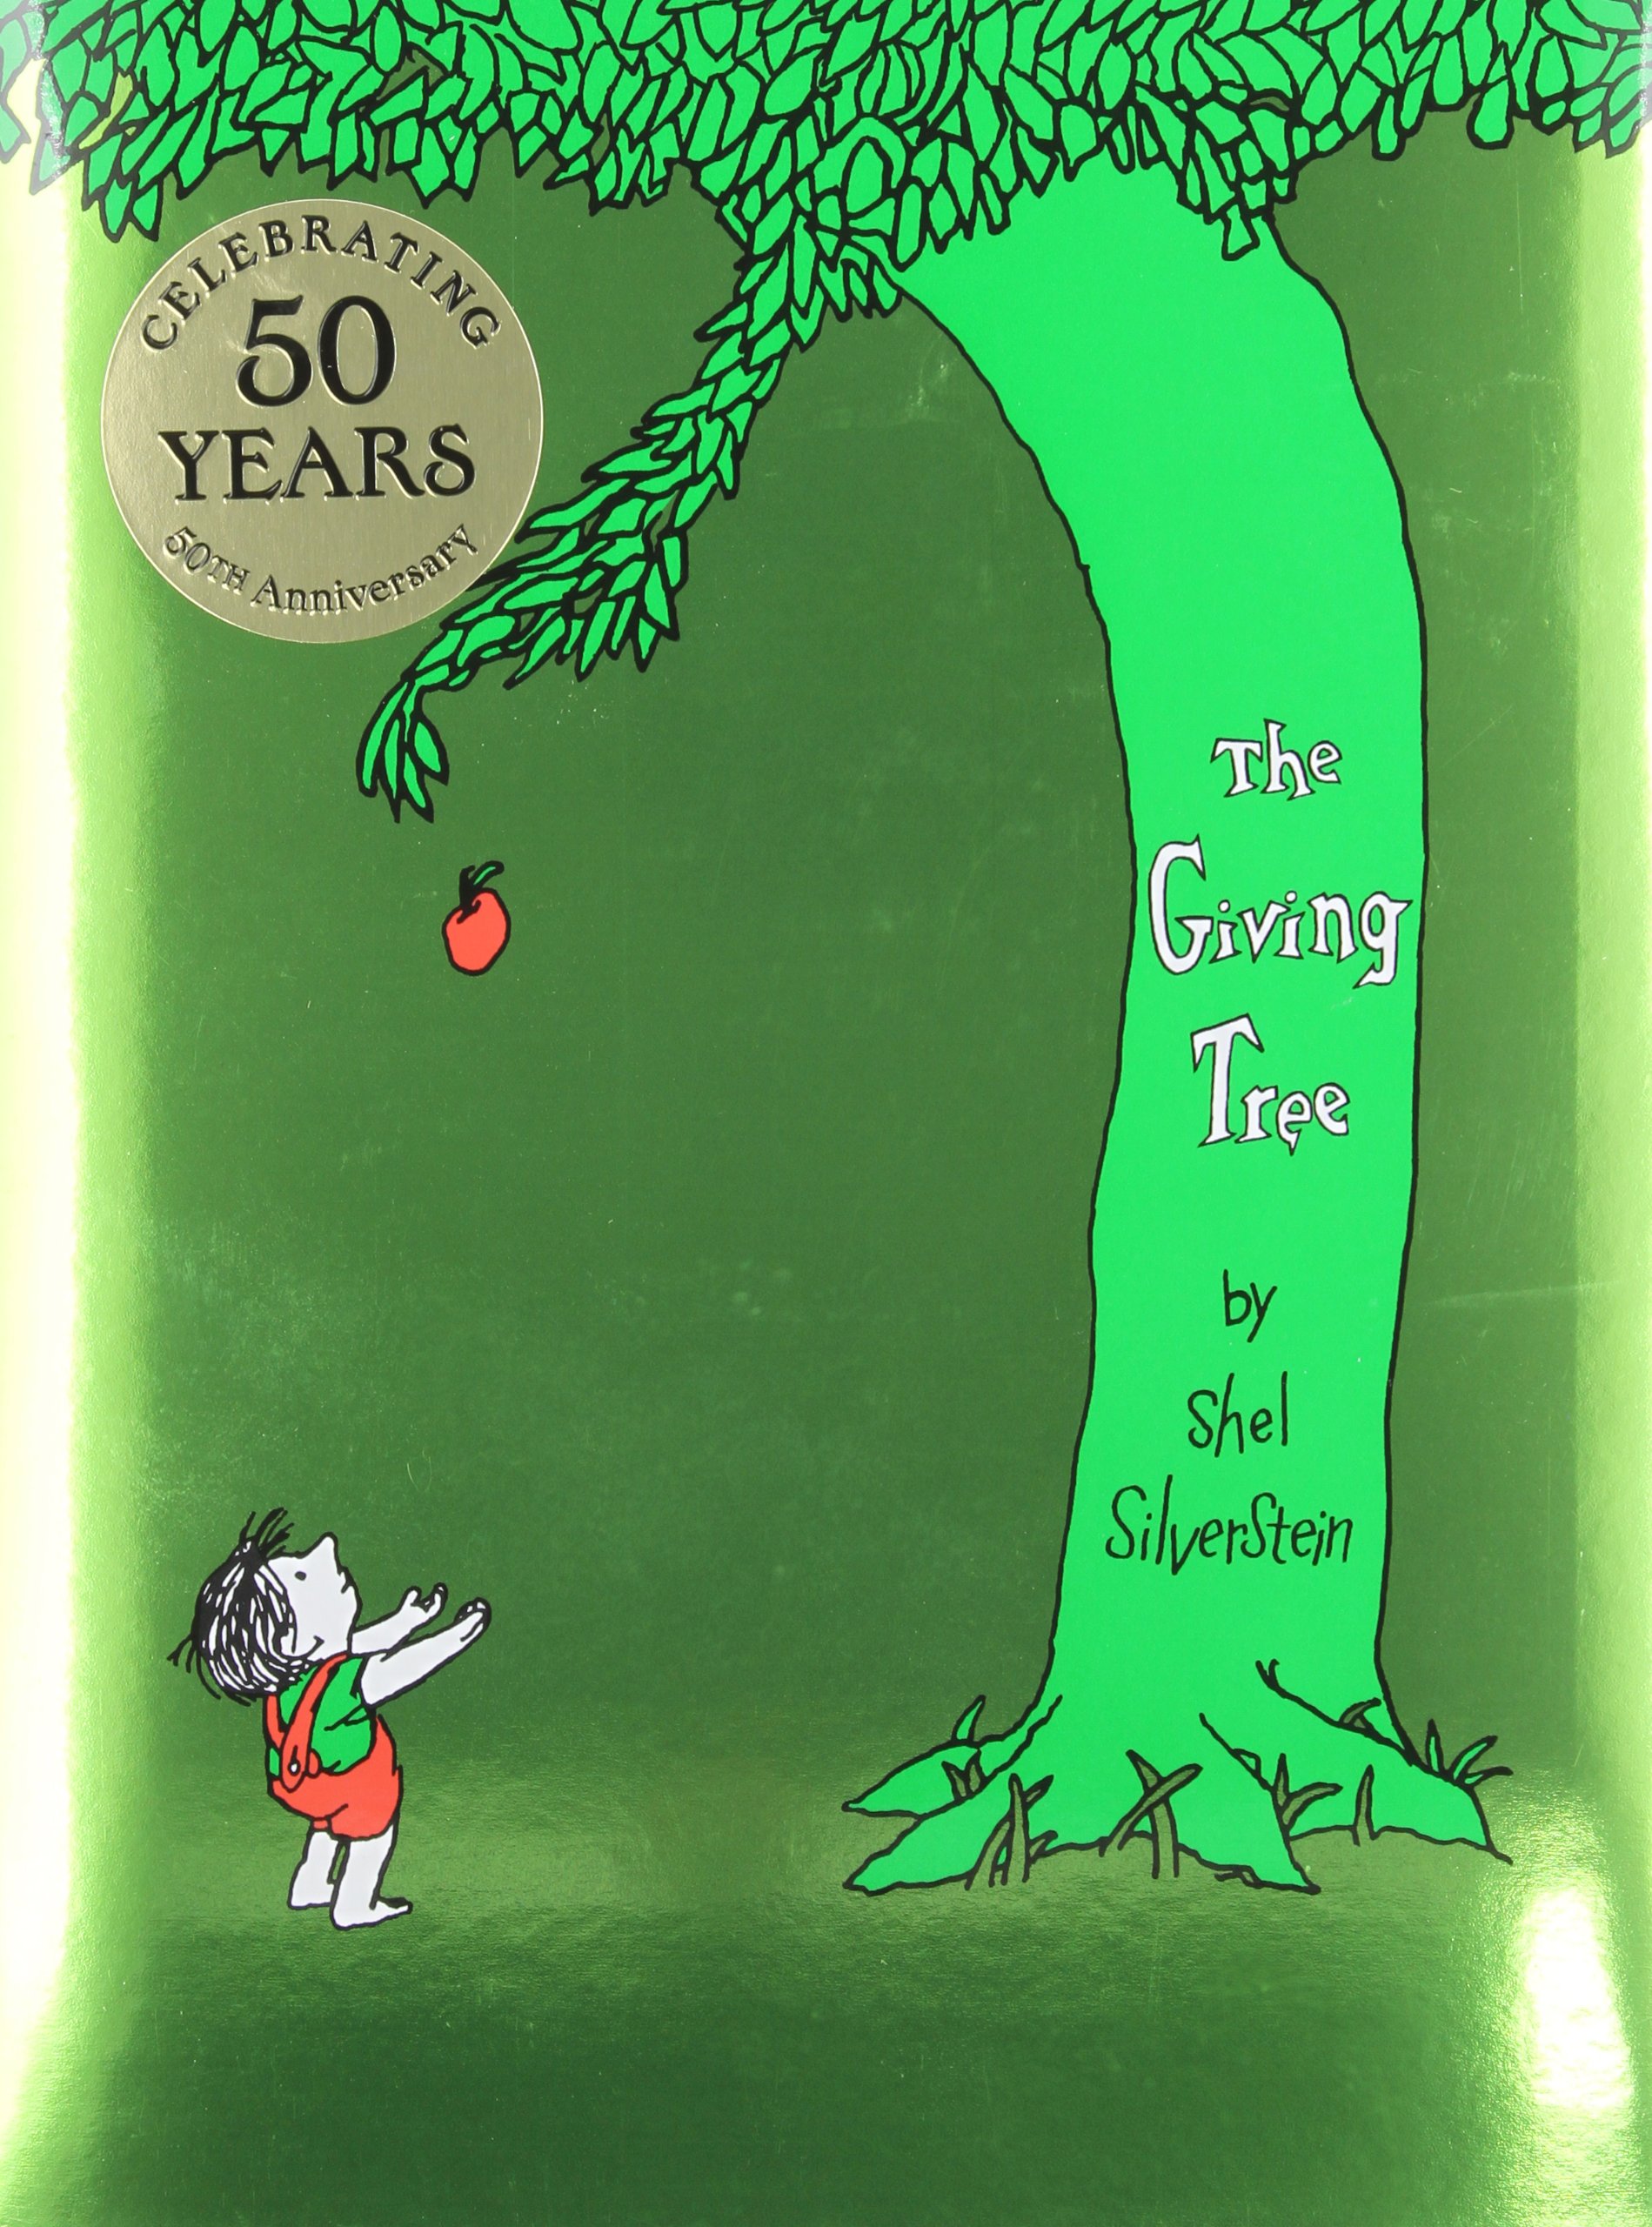 CELEBRATING
50
YEARS
50TH Anniversary
The
Giving
Tree
by
Shel
Silverstein